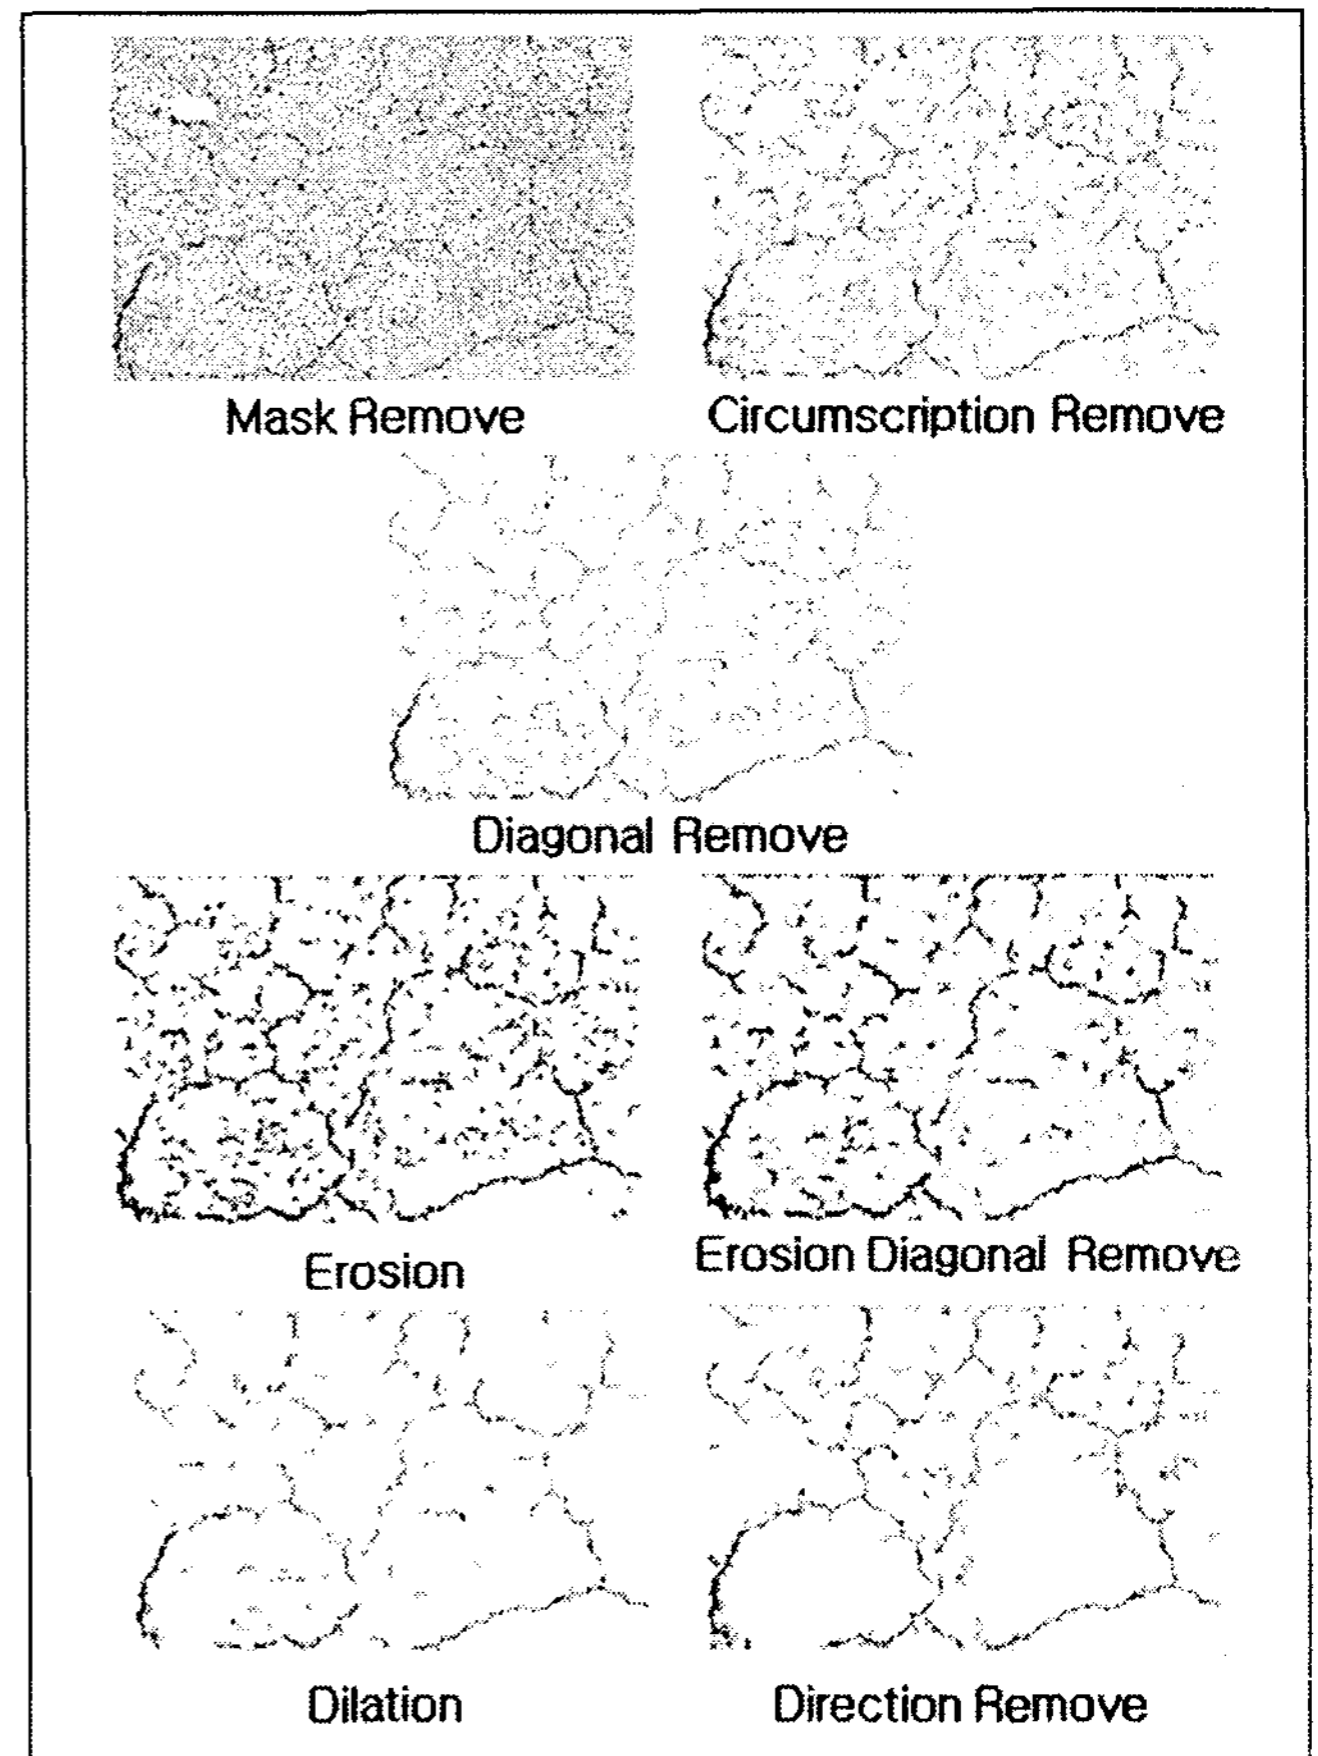 Mask Remove
Circumscription Remove
Diagonal Remove
Erosion
Erosion Diagonal Remove
Dilation
Direction Remove